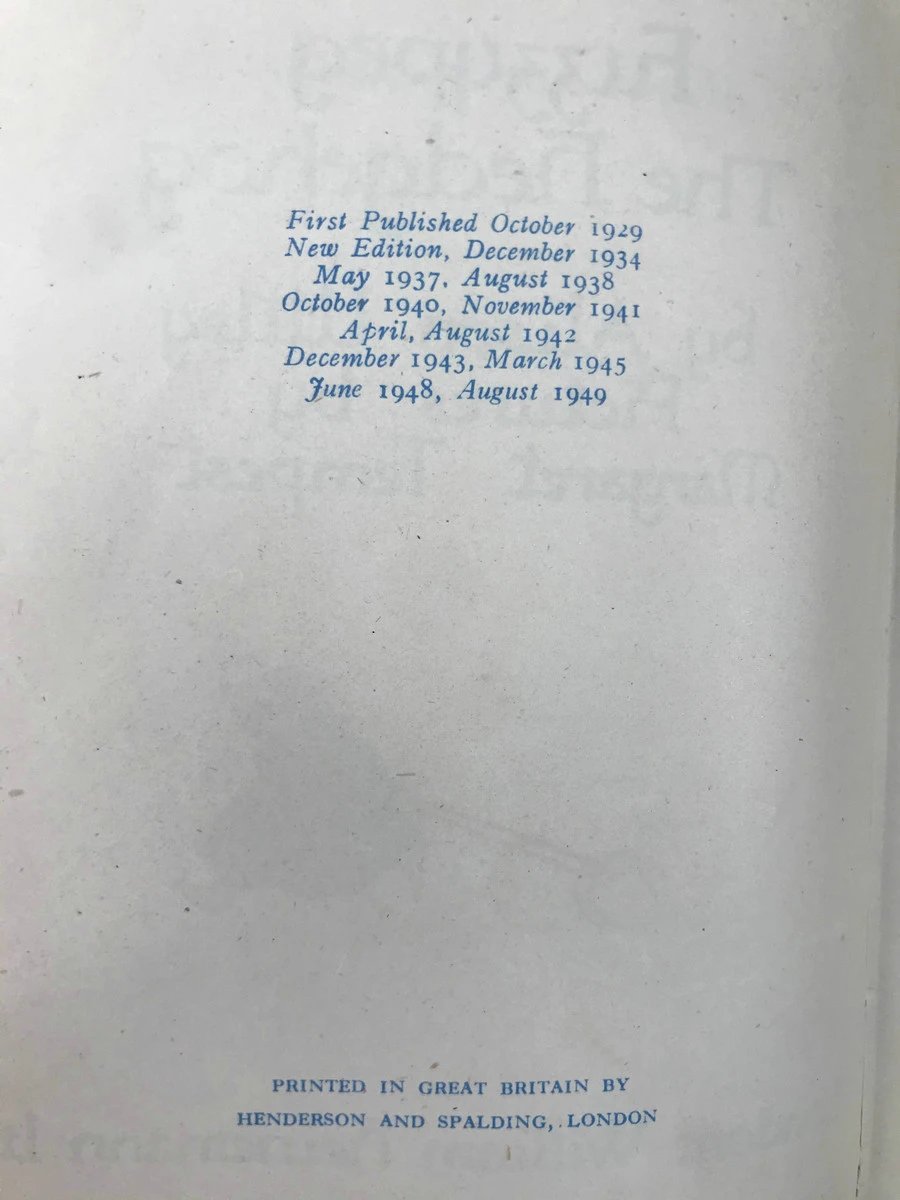 First Published October 1929
New Edition, December 1934
May 1937, August 1938
October 1940, November 1941
April, August 1942
December 1943, March 1945
June 1948, August 1949
PRINTED IN GREAT BRITAIN BY
HENDERSON AND SPALDING, LONDON